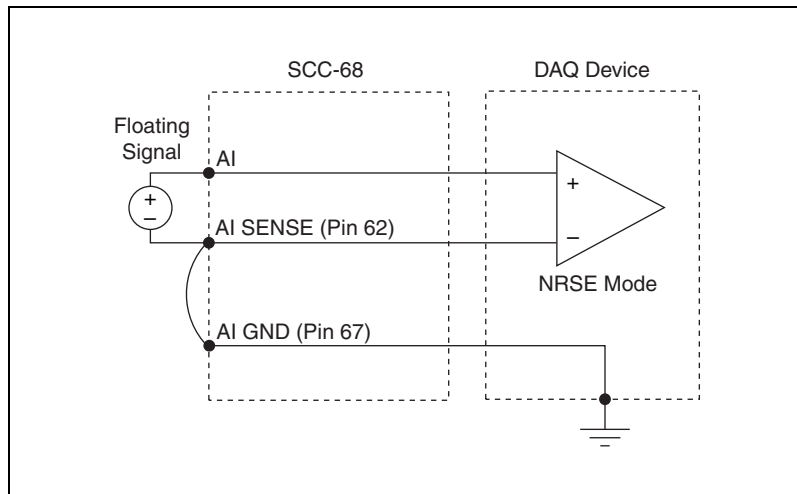 SCC-68
DAQ Device
Floating
Signal
AI
+
–
+
–
AI SENSE (Pin 62)
NRSE Mode
AI GND (Pin 67)